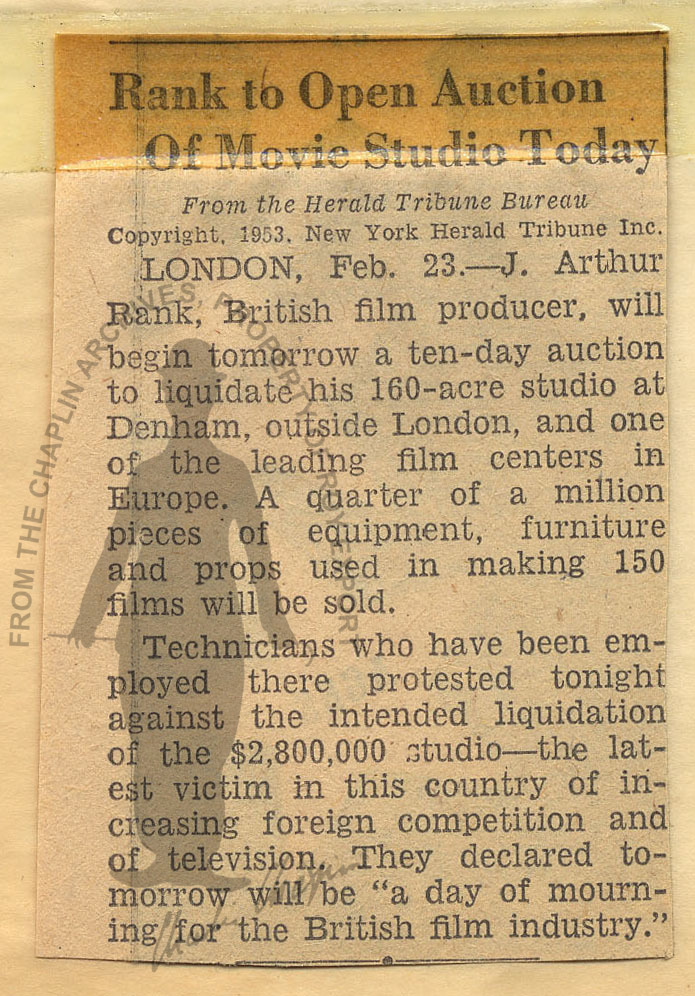 Rank to Open Auction
Of Movie Studio Today
From the Herald Tribune Bureau
Copyright, 1953, New York Herald Tribune Inc.
LONDON, Feb. 23.—J. Arthur
Rank, British film producer, will
begin tomorrow a ten-day auction
to liquidate his 160-acre studio at
Denham, outside London, and one
of the leading film centers in
Europe. A quarter of a million
pieces of equipment, furniture
and props used in making 150
films will be sold.
Technicians who have been em-
ployed there protested tonight
against the intended liquidation
of the $2,800,000 studio—the lat-
est victim in this country of in-
creasing foreign competition and
of television. They declared to-
morrow will be “a day of mourn-
ing for the British film industry.”
FROM THE CHAPLIN ARCHIVES, PROPERTY OF ROY EXPORT